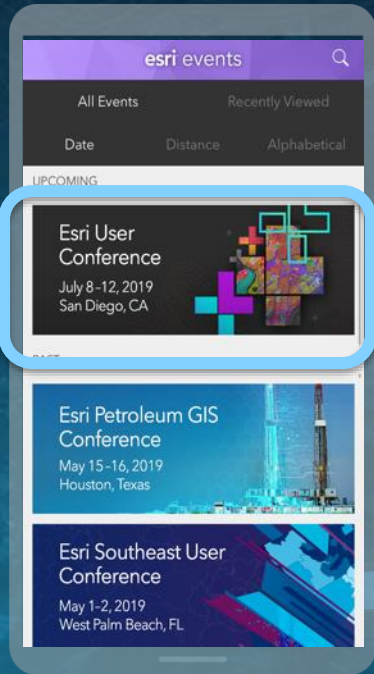 esri events
All Events Recently Viewed
Date Distance Alphabetical
UPCOMING
Esri User
Conference
July 8-12, 2019
San Diego, CA
PAST
Esri Petroleum GIS
Conference
May 15-16, 2019
Houston, Texas
Esri Southeast User
Conference
May 1-2, 2019
West Palm Beach, FL